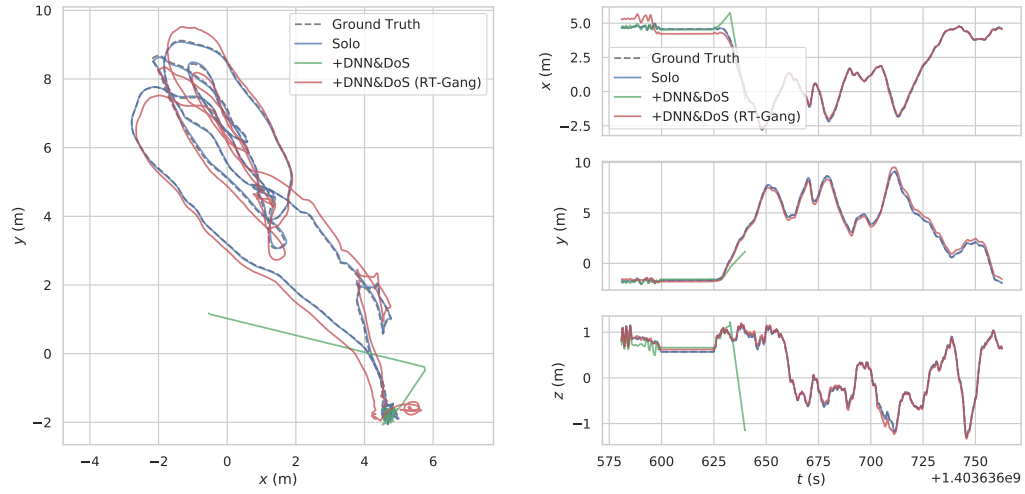 10
8
6
4
2
0
−2
y (m)
−4
−2
0
2
4
6
x (m)
Ground Truth
Solo
+DNN&DoS
+DNN&DoS (RT-Gang)
5.0
2.5
0.0
−2.5
x (m)
Ground Truth
Solo
+DNN&DoS
+DNN&DoS (RT-Gang)
10
5
0
y (m)
1
0
−1
z (m)
575
600
625
650
675
700
725
750
t (s)
+1.403636e9